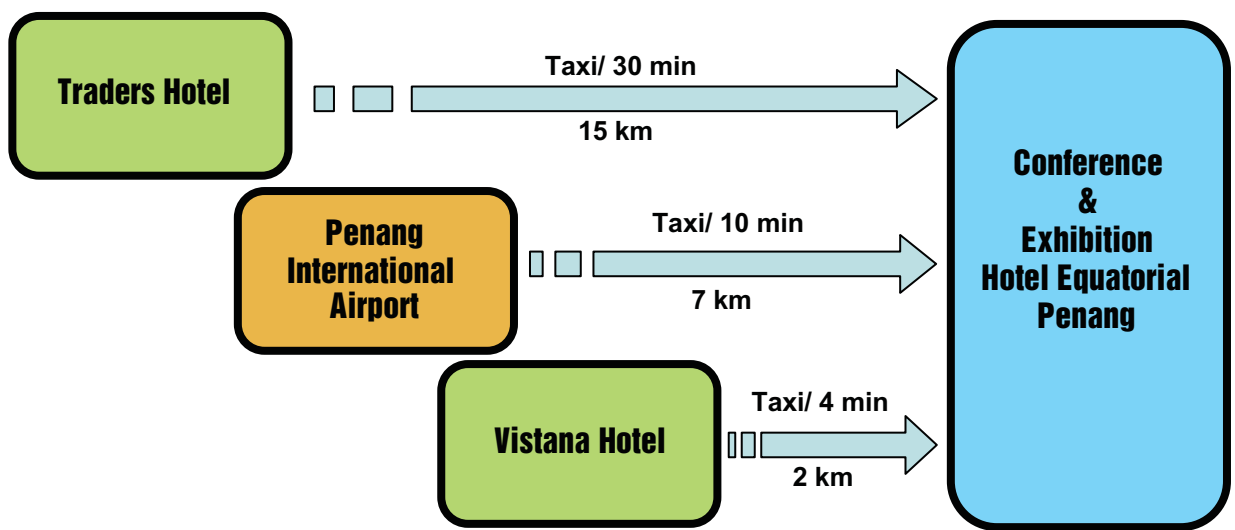 Traders Hotel
Taxi/ 30 min
15 km
Penang
International
Airport
Taxi/ 10 min
7 km
Vistana Hotel
Taxi/ 4 min
2 km
Conference
&
Exhibition
Hotel Equatorial
Penang